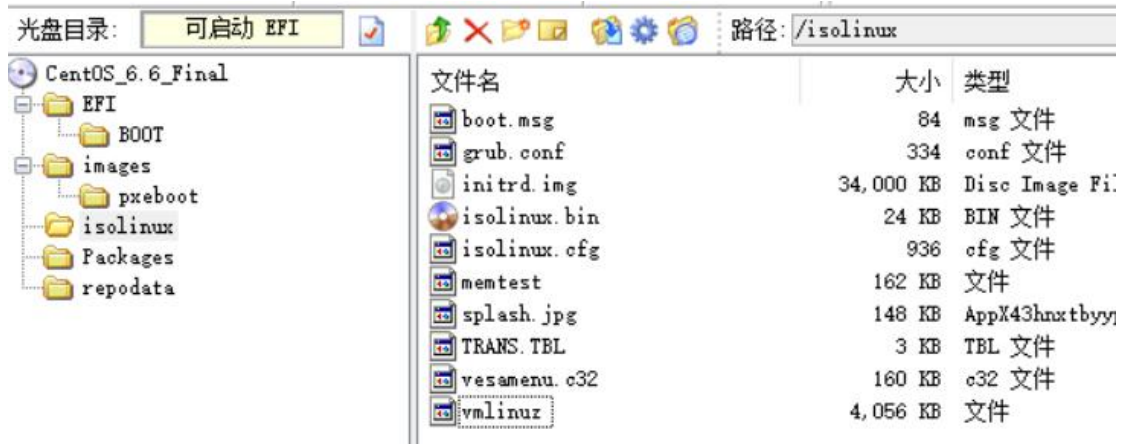 光盘目录: 可启动 EFI 路径: /isolinux
CentOS_6.6_Final
EFI
BOOT
images
pxeboot
isolinux
Packages
repodata
文件名 大小 类型
boot.msg 84 msg 文件
grub.conf 334 conf 文件
initrd.img 34,000 KB Disc Image Fi
isolinux.bin 24 KB BIN 文件
isolinux.cfg 936 cfg 文件
memtest 162 KB 文件
splash.jpg 148 KB AppX43hnxtbyy
TRANS.TBL 3 KB TBL 文件
vesamenu.c32 160 KB c32 文件
vmlinuz 4,056 KB 文件